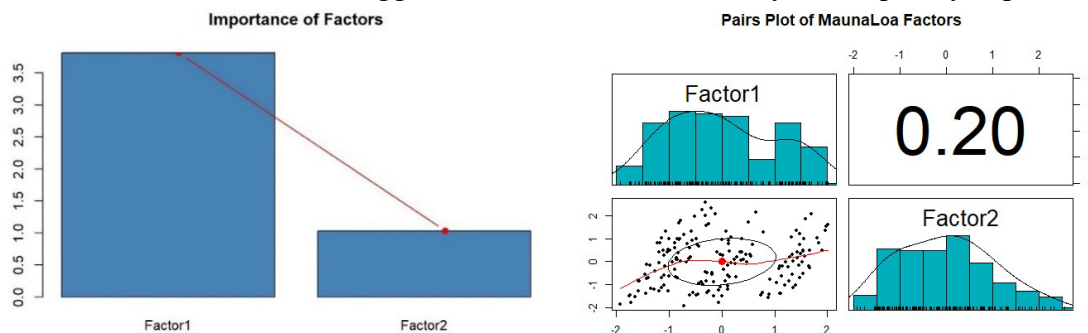 Importance of Factors
3.5
3.0
2.5
2.0
1.5
1.0
0.5
0.0
Factor1 Factor2
Pairs Plot of MaunaLoa Factors
-2 -1 0 1 2
Factor1
0.20
2
1
0
-1
-2
Factor2
-2 -1 0 1 2